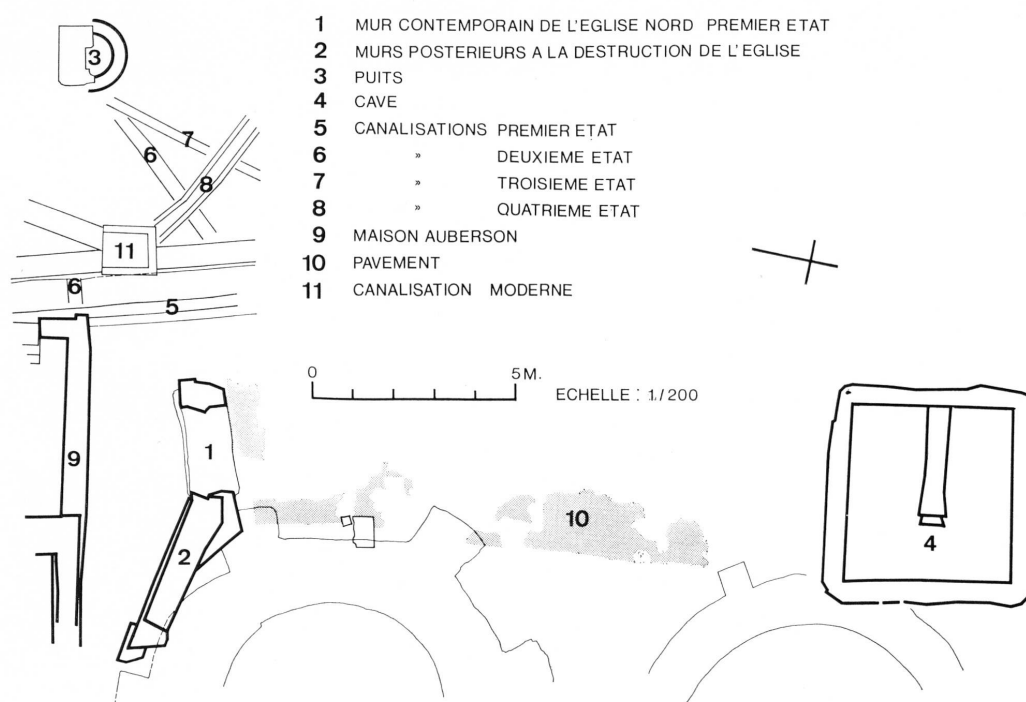 1 MUR CONTEMPORAIN DE L'EGLISE NORD PREMIER ETAT
2 MURS POSTERIEURS A LA DESTRUCTION DE L'EGLISE
3 PUITS
4 CAVE
5 CANALISATIONS PREMIER ETAT
6 » DEUXIEME ETAT
7 » TROISIEME ETAT
8 » QUATRIEME ETAT
9 MAISON AUBERSON
10 PAVEMENT
11 CANALISATION MODERNE
0 5M.
ECHELLE : 1/200
3
7
6
8
11
6
5
1
9
2
10
4